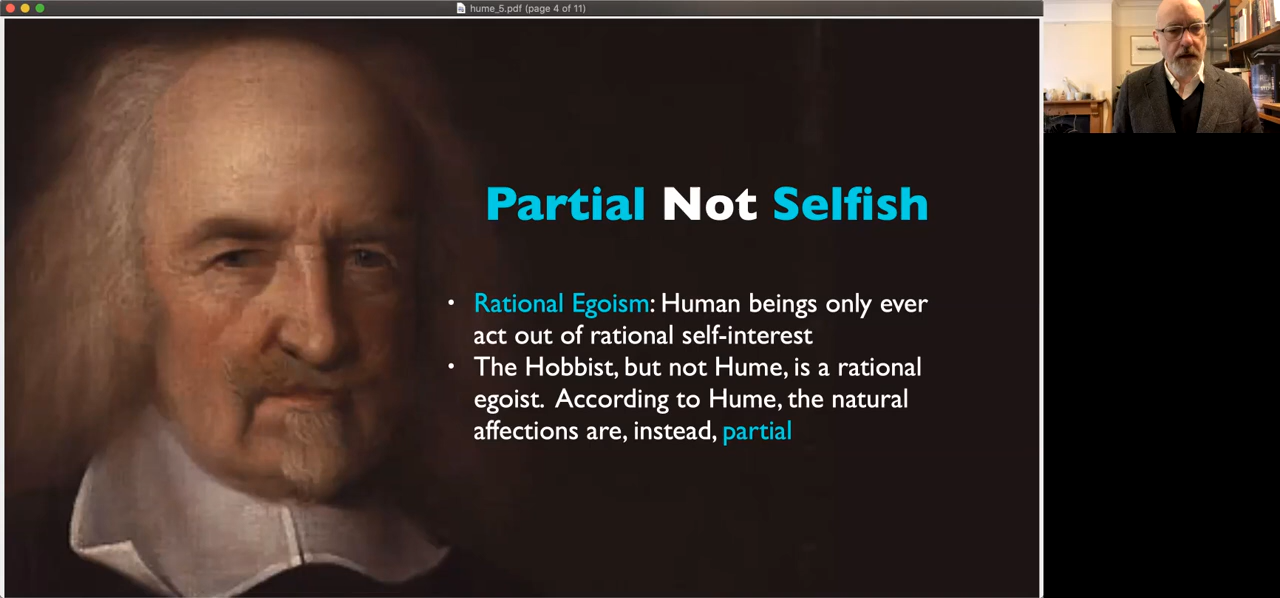 hume_5.pdf (page 4 of 11)
Partial Not Selfish
• Rational Egoism: Human beings only ever
act out of rational self-interest
• The Hobbist, but not Hume, is a rational
egoist. According to Hume, the natural
affections are, instead, partial